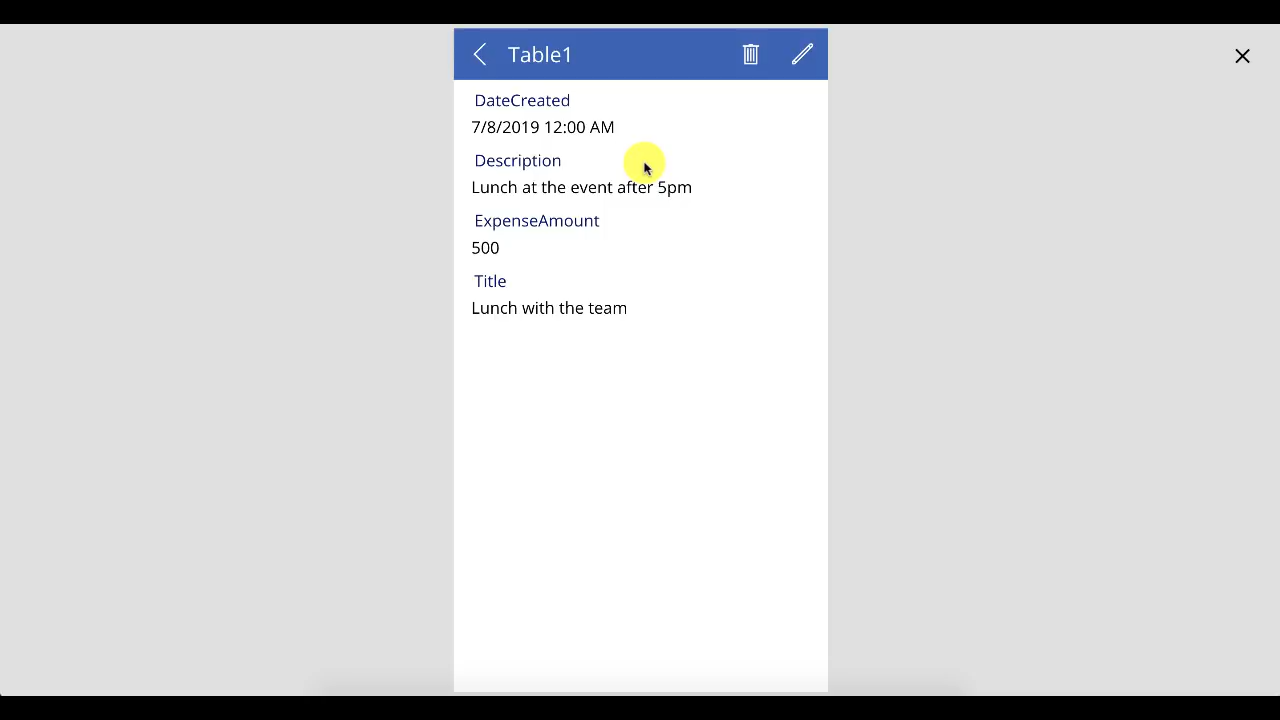 Table1
DateCreated
7/8/2019 12:00 AM
Description
Lunch at the event after 5pm
ExpenseAmount
500
Title
Lunch with the team